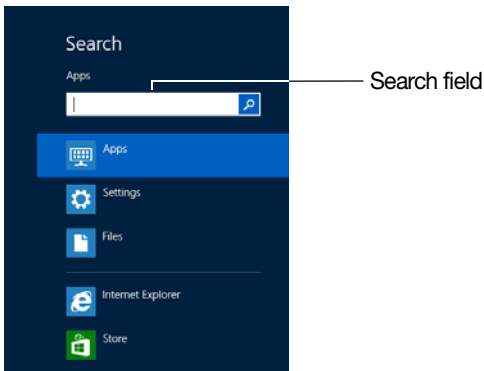 Search
Apps
Search field
Apps
Settings
Files
Internet Explorer
Store